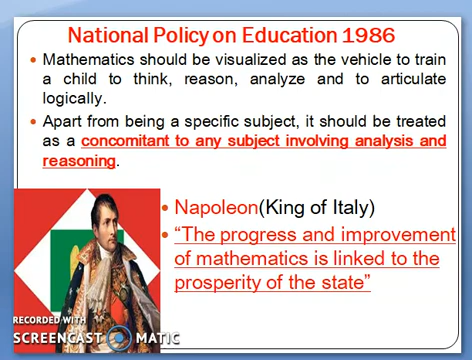 National Policy on Education 1986
• Mathematics should be visualized as the vehicle to train
a child to think, reason, analyze and to articulate
logically.
• Apart from being a specific subject, it should be treated
as a concomitant to any subject involving analysis and
reasoning.
• Napoleon(King of Italy)
• “The progress and improvement
of mathematics is linked to the
prosperity of the state”
RECORDED WITH
SCREENCAST MATIC